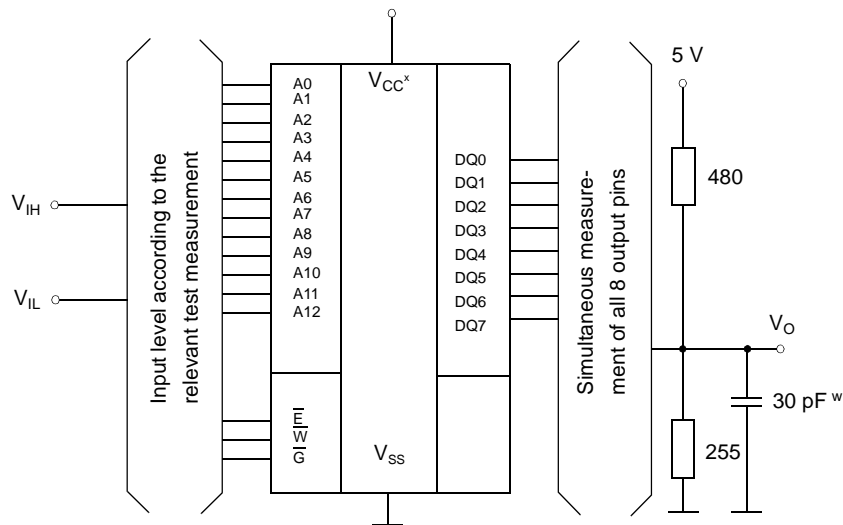 V_IH
V_IL
Input level according to the
relevant test measurement
A0
A1
A2
A3
A4
A5
A6
A7
A8
A9
A10
A11
A12
E̅
W̅
G̅
V_CC^x
V_SS
DQ0
DQ1
DQ2
DQ3
DQ4
DQ5
DQ6
DQ7
Simultaneous measure-
ment of all 8 output pins
5 V
480
V_O
30 pF ^w
255